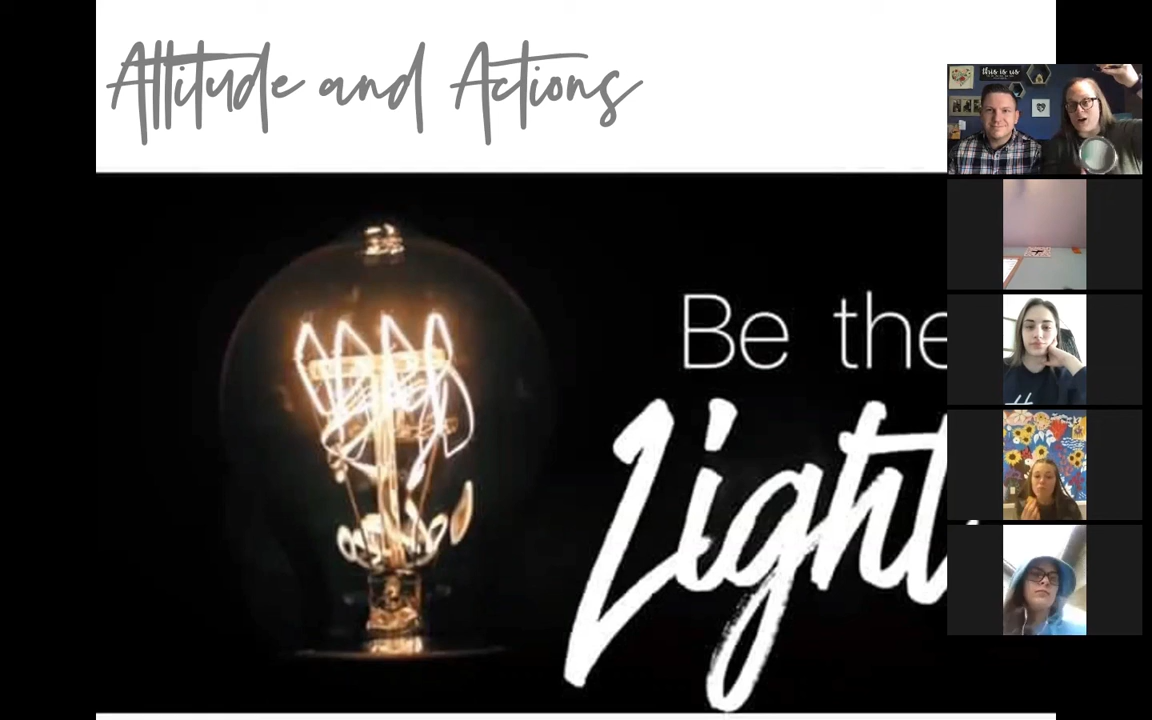 Attitude and Actions
this is us
Be the
Light